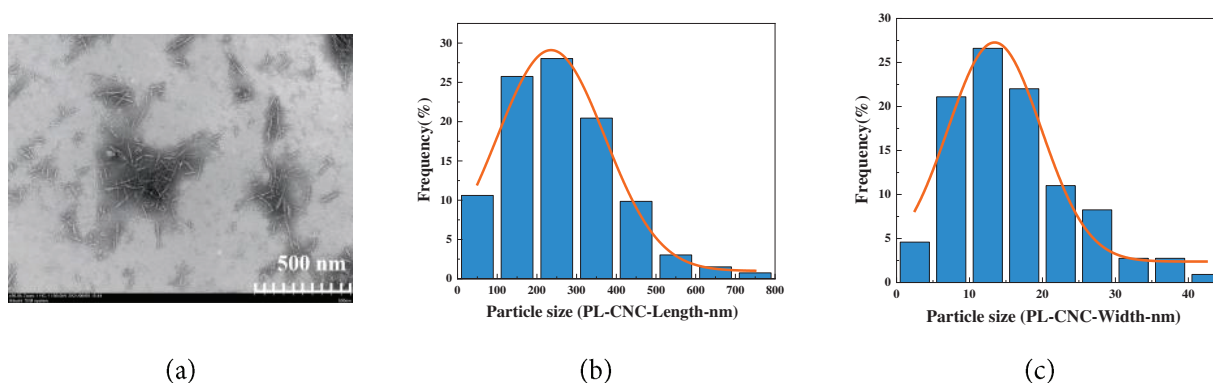 500 nm
Frequency(%)
30
25
20
15
10
5
0
0 100 200 300 400 500 600 700 800
Particle size (PL-CNC-Length-nm)
Frequency(%)
30
25
20
15
10
5
0
0 10 20 30 40
Particle size (PL-CNC-Width-nm)
(a)
(b)
(c)